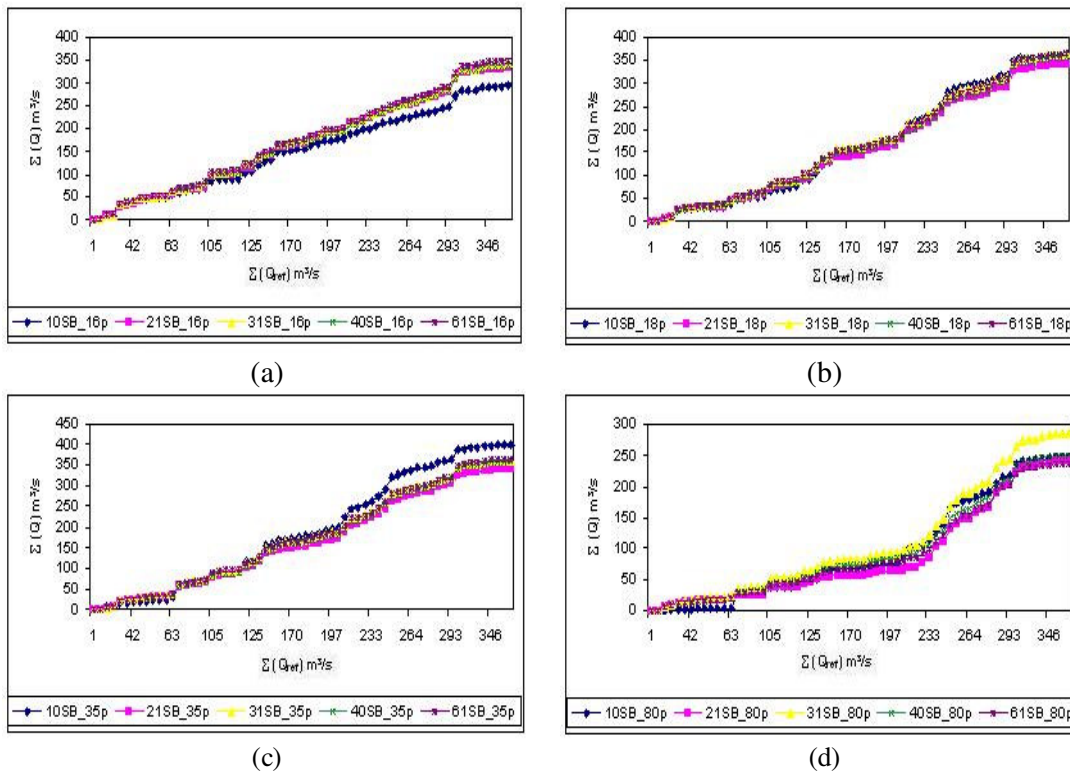 400
350
300
250
200
150
100
50
0
Σ (Q) m³/s
1 42 63 105 125 170 197 233 264 293 346
Σ (Qref) m³/s
10SB_16p 21SB_16p 31SB_16p 40SB_16p 61SB_16p
(a)
400
350
300
250
200
150
100
50
0
Σ (Q) m³/s
1 42 63 105 125 170 197 233 264 293 346
Σ (Qref) m³/s
10SB_18p 21SB_18p 31SB_18p 40SB_18p 61SB_18p
(b)
450
400
350
300
250
200
150
100
50
0
Σ (Q) m³/s
1 42 63 105 125 170 197 233 264 293 346
Σ (Qref) m³/s
10SB_35p 21SB_35p 31SB_35p 40SB_35p 61SB_35p
(c)
300
250
200
150
100
50
0
Σ (Q) m³/s
1 42 63 105 125 170 197 233 264 293 346
Σ (Qref) m³/s
10SB_80p 21SB_80p 31SB_80p 40SB_80p 61SB_80p
(d)